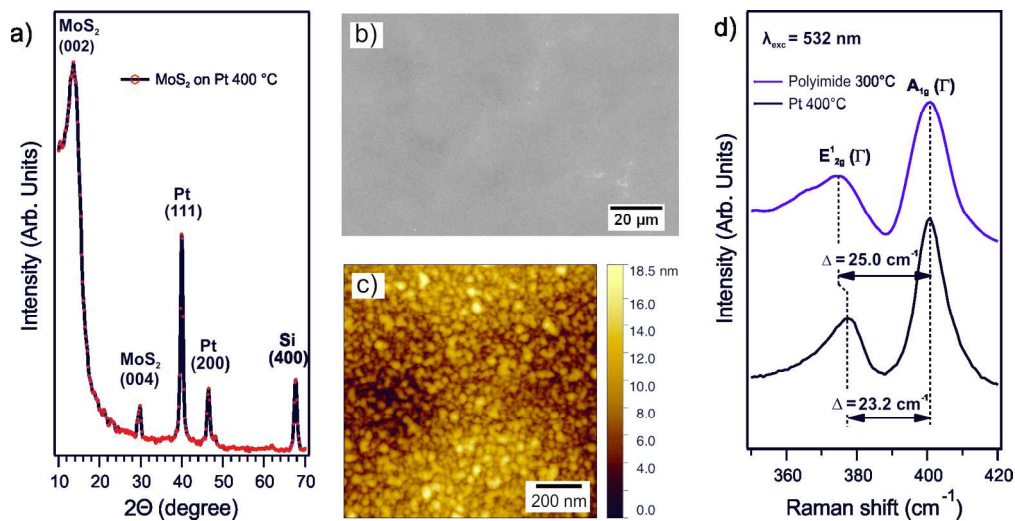 a)
MoS₂
(002)
MoS₂ on Pt 400 °C
Pt
(111)
MoS₂
(004)
Pt
(200)
Si
(400)
Intensity (Arb. Units)
10 20 30 40 50 60 70
2Θ (degree)
b)
20 µm
c)
200 nm
18.5 nm
16.0
14.0
12.0
10.0
8.0
6.0
4.0
0.0
d)
λexc = 532 nm
Polyimide 300°C
Pt 400°C
A1g (Γ)
E¹2g (Γ)
Δ = 25.0 cm⁻¹
Δ = 23.2 cm⁻¹
Intensity (Arb. Units)
360 380 400 420
Raman shift (cm⁻¹)